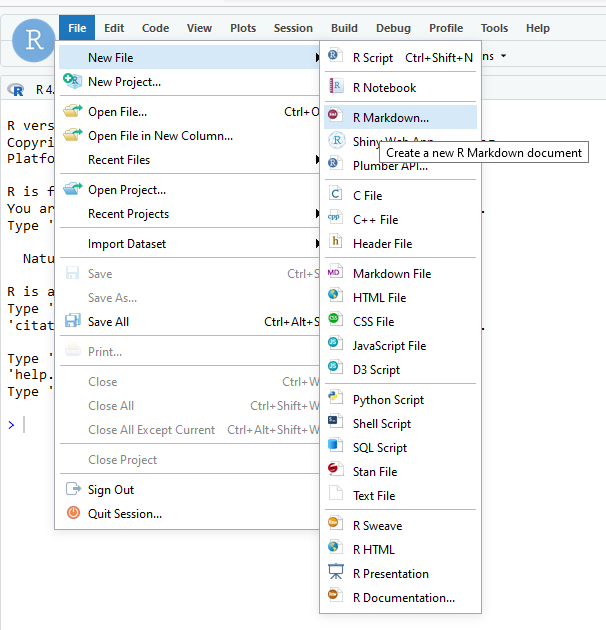 File Edit Code View Plots Session Build Debug Profile Tools Help
New File
New Project...
Open File... Ctrl+O
Open File in New Column...
Recent Files
Open Project...
Recent Projects
Import Dataset
Save Ctrl+S
Save As...
Save All Ctrl+Alt+S
Print...
Close Ctrl+W
Close All Ctrl+Shift+W
Close All Except Current Ctrl+Alt+Shift+W
Close Project
Sign Out
Quit Session...
R Script Ctrl+Shift+N
R Notebook
R Markdown...
Shiny Web App
Create a new R Markdown document
Plumber API...
C File
C++ File
Header File
Markdown File
HTML File
CSS File
JavaScript File
D3 Script
Python Script
Shell Script
SQL Script
Stan File
Text File
R Sweave
R HTML
R Presentation
R Documentation...
R 4.
R vers
Copyri
Platfo
R is f
You ar
Type '
Natu
R is a
Type '
'citat
Type '
'help.
Type '
>